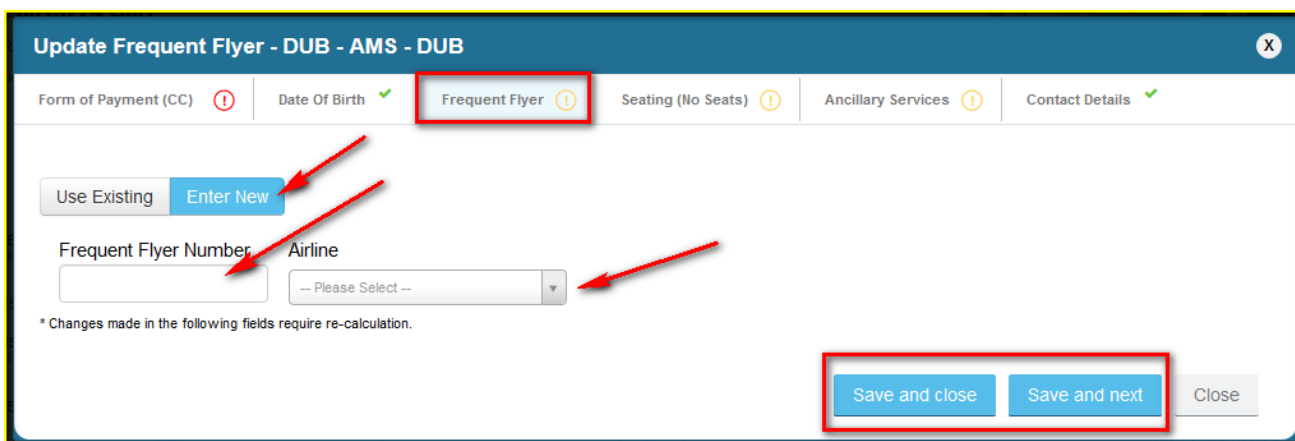 Update Frequent Flyer - DUB - AMS - DUB
X
Form of Payment (CC) ! Date Of Birth Frequent Flyer ! Seating (No Seats) ! Ancillary Services ! Contact Details
Use Existing Enter New
Frequent Flyer Number Airline
-- Please Select --
* Changes made in the following fields require re-calculation.
Save and close Save and next Close